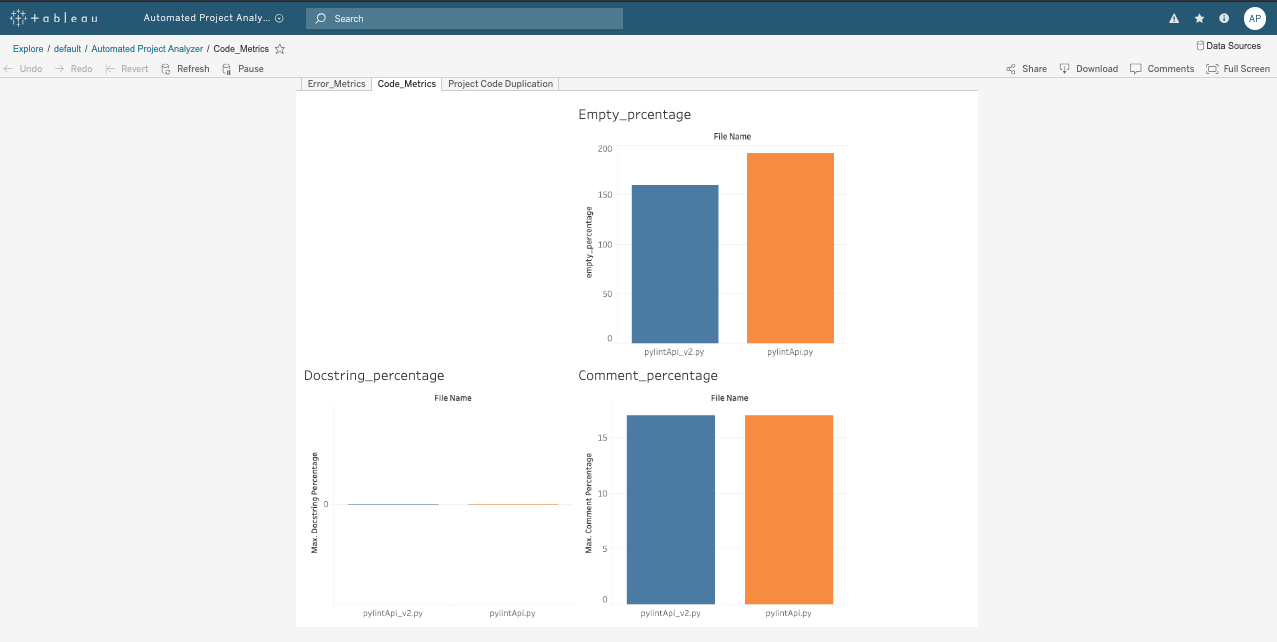 + a b l e a u
Automated Project Analy...
Search
AP
Explore / default / Automated Project Analyzer / Code_Metrics
Data Sources
Undo Redo Revert Refresh Pause
Share Download Comments Full Screen
Error_Metrics Code_Metrics Project Code Duplication
Empty_prcentage
File Name
200
150
100
50
0
empty_percentage
pylintApi_v2.py pylintApi.py
Docstring_percentage
File Name
Max. Docstring Percentage
0
pylintApi_v2.py pylintApi.py
Comment_percentage
File Name
15
10
5
0
Max. Comment Percentage
pylintApi_v2.py pylintApi.py